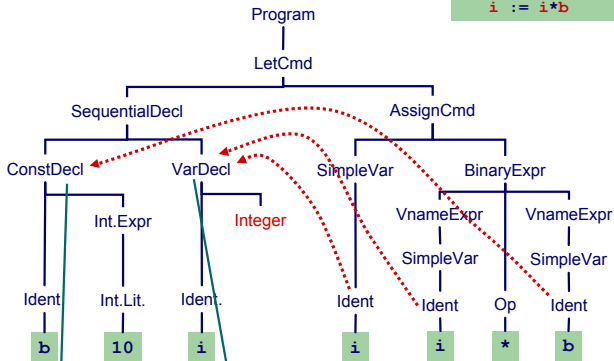 i := i*b
Program
LetCmd
SequentialDecl AssignCmd
ConstDecl VarDecl SimpleVar BinaryExpr
Int.Expr Integer VnameExpr VnameExpr
SimpleVar SimpleVar
Ident Int.Lit. Ident. Ident Ident Op Ident
b 10 i i i * b